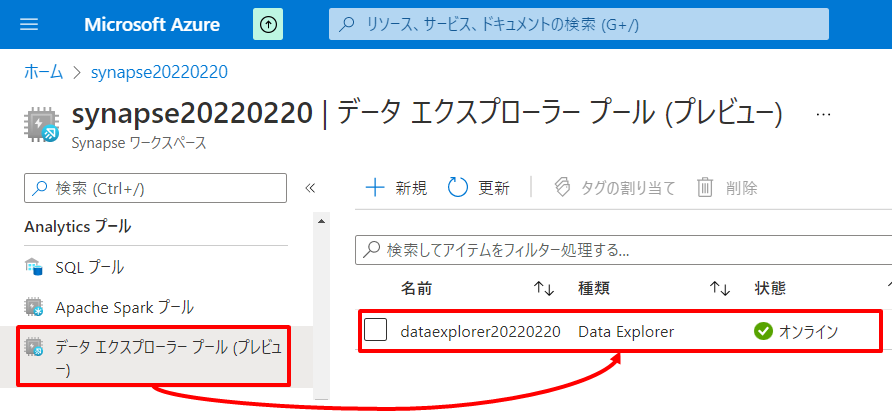 Microsoft Azure
リソース、サービス、ドキュメントの検索 (G+/)
ホーム > synapse20220220
synapse20220220 | データ エクスプローラー プール (プレビュー) ...
Synapse ワークスペース
検索 (Ctrl+/) «
新規 更新 タグの割り当て 削除
Analytics プール
SQL プール
Apache Spark プール
データ エクスプローラー プール (プレビュ
ー)
検索してアイテムをフィルター処理する...
名前 ↑↓ 種類 ↑↓ 状態
dataexplorer20220220 Data Explorer オンライン